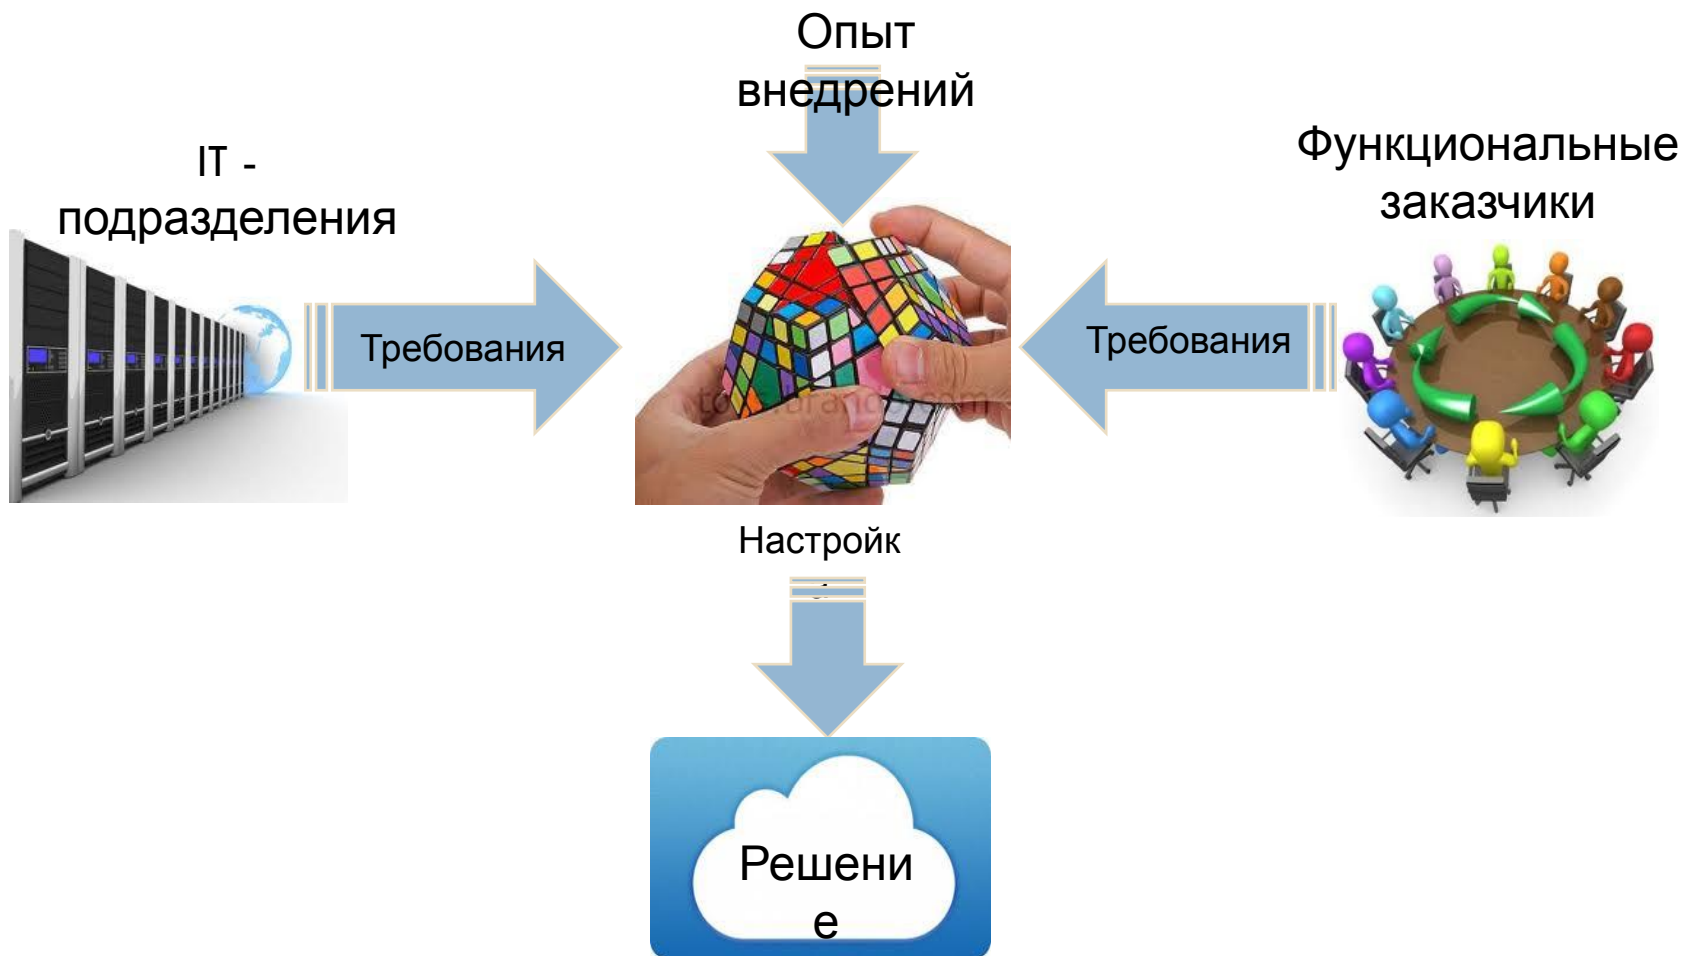 Опыт
внедрений
IT -
подразделения
Функциональные
заказчики
Требования
Требования
Настройк
Решени
е